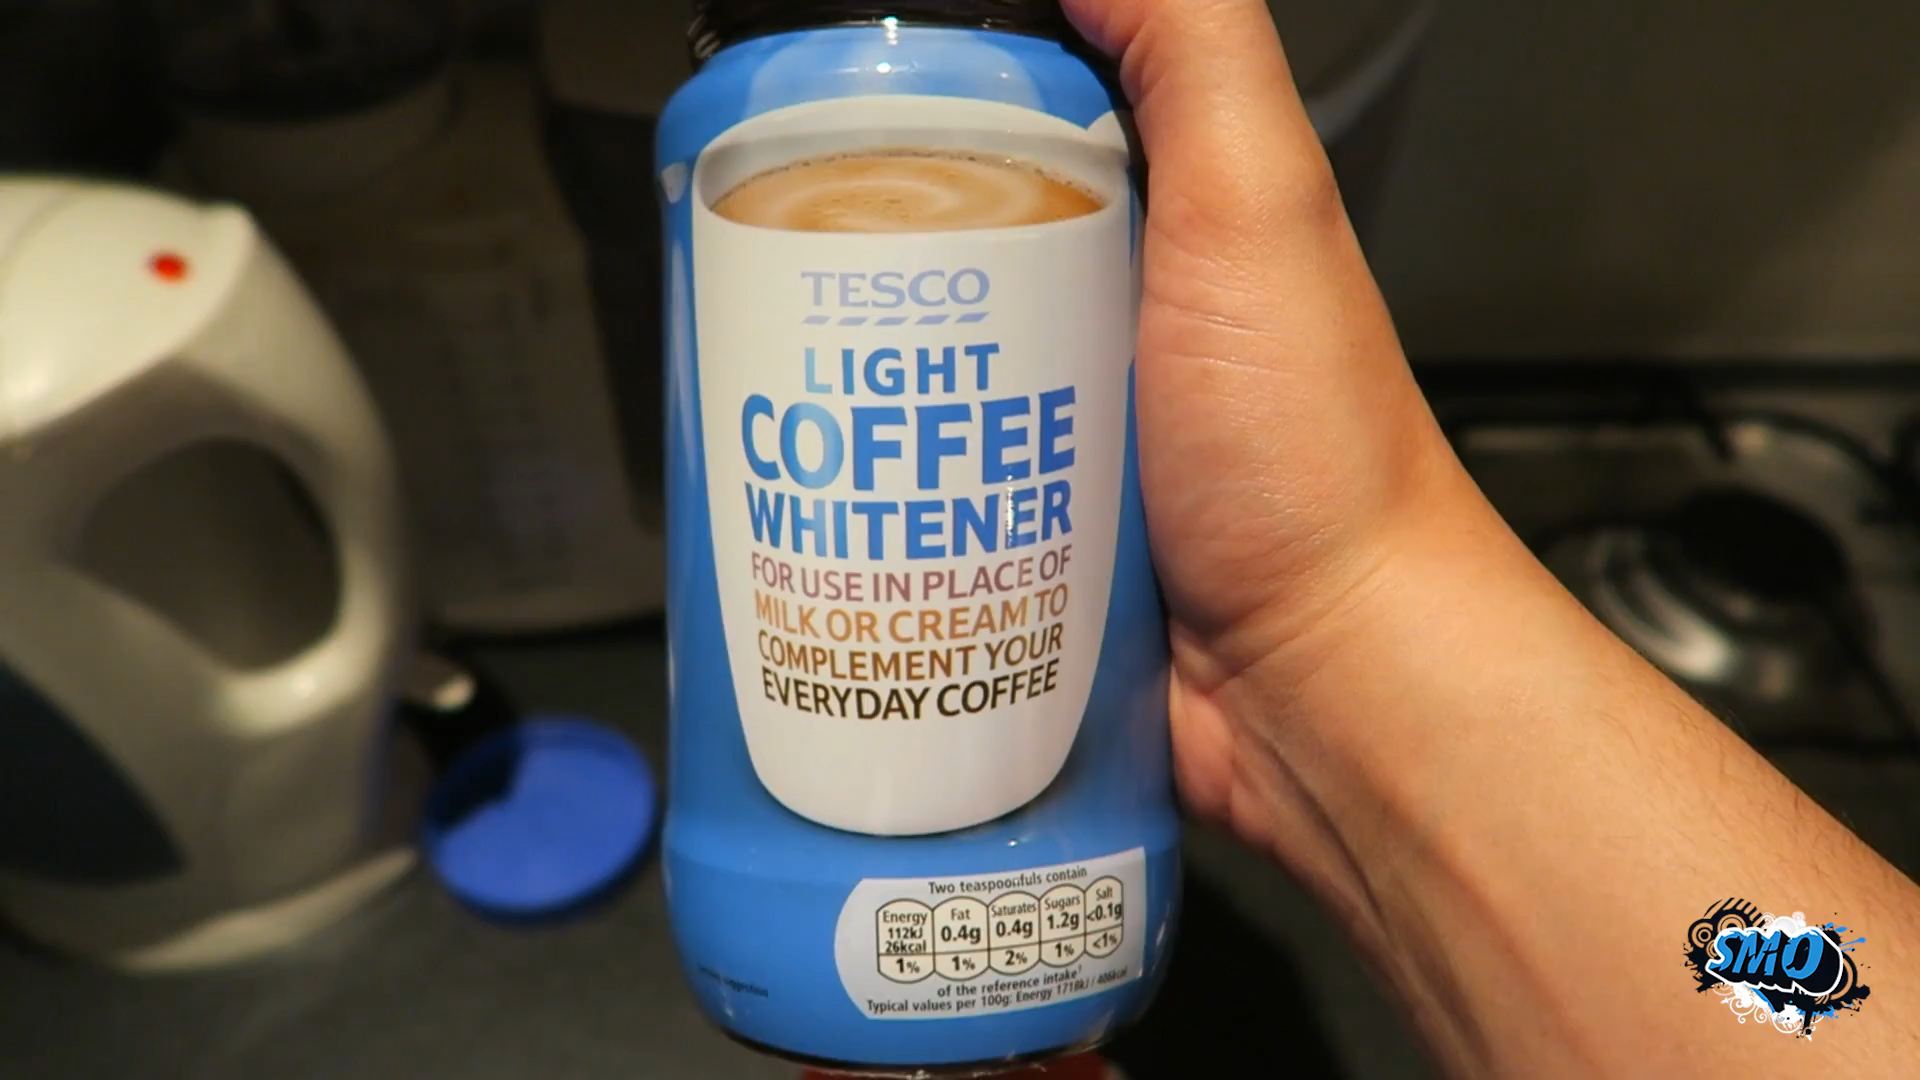 TESCO
LIGHT
COFFEE
WHITENER
FOR USE IN PLACE OF
MILK OR CREAM TO
COMPLEMENT YOUR
EVERYDAY COFFEE
Two teaspoonfuls contain
Energy 112kJ 26kcal 1%
Fat 0.4g 1%
Saturates 0.4g 2%
Sugars 1.2g 1%
Salt <0.1g <1%
of the reference intake
Typical values per 100g: Energy 1718kJ / 406kcal
SMO